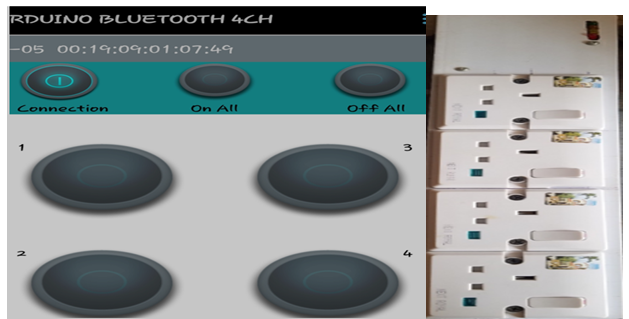 RDUINO BLUETOOTH 4CH
-05 00:19:09:01:07:49
Connection On All Off All
1 3
2 4